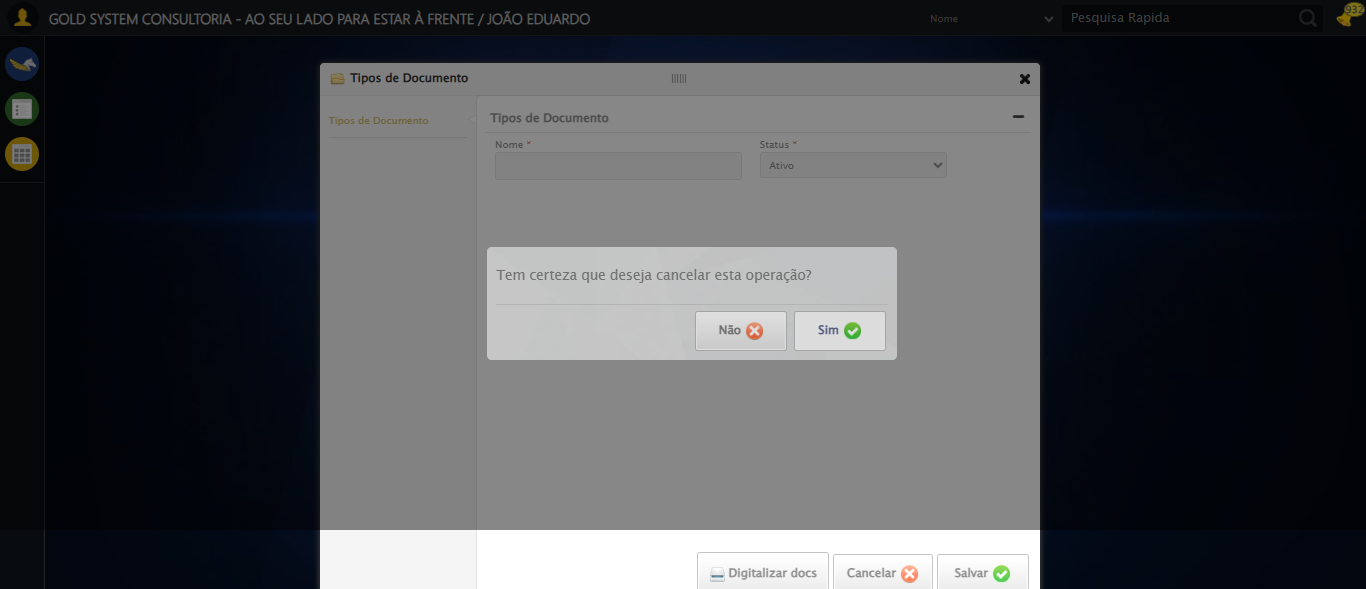 GOLD SYSTEM CONSULTORIA - AO SEU LADO PARA ESTAR À FRENTE / JOÃO EDUARDO
Nome
Pesquisa Rapida
932
Tipos de Documento
Tipos de Documento
Tipos de Documento
Nome *
Status *
Ativo
Tem certeza que deseja cancelar esta operação?
Não
Sim
Digitalizar docs
Cancelar
Salvar